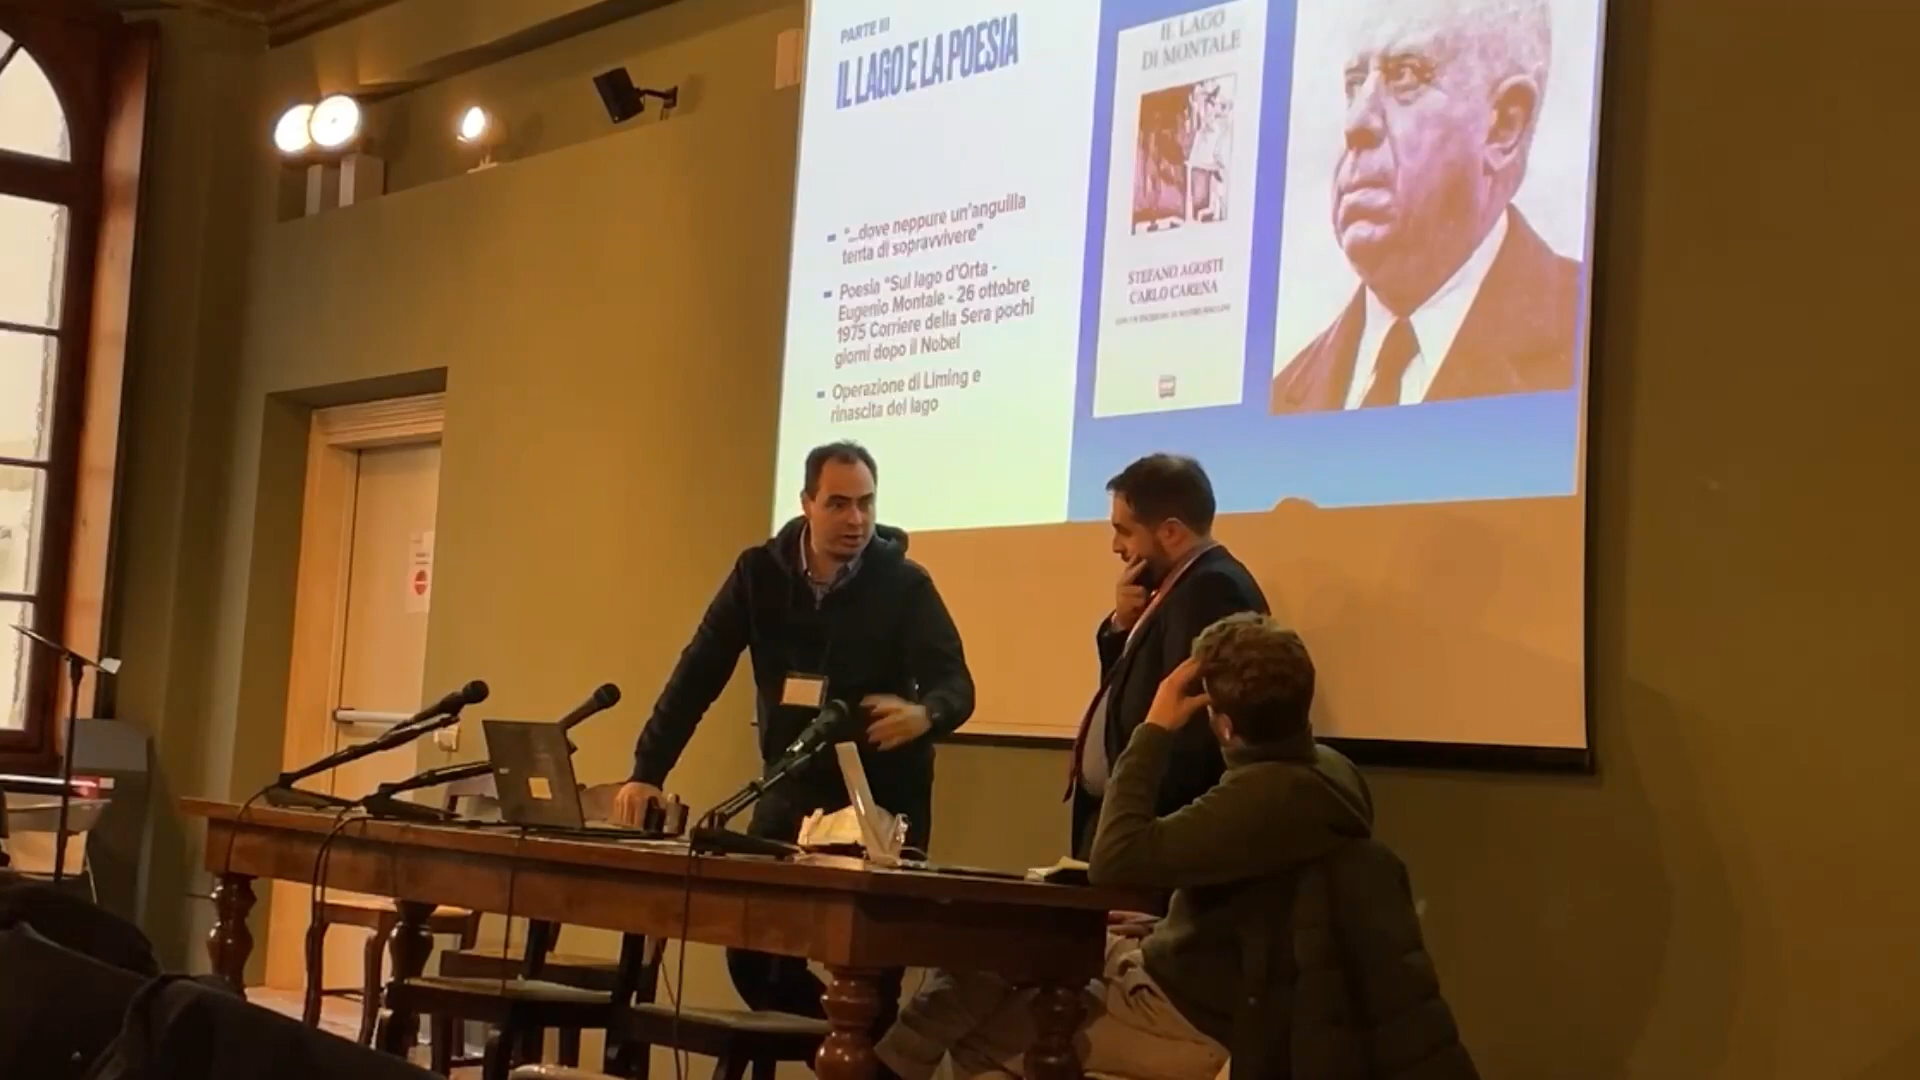 PARTE III
IL LAGO E LA POESIA
- "...dove neppure un'anguilla
tenta di sopravvivere"
- Poesia "Sul lago d'Orta -
Eugenio Montale - 26 ottobre
1975 Corriere della Sera pochi
giorni dopo il Nobel
- Operazione di Liming e
rinascita del lago
IL LAGO
DI MONTALE
STEFANO AGOSTI
CARLO CARENA